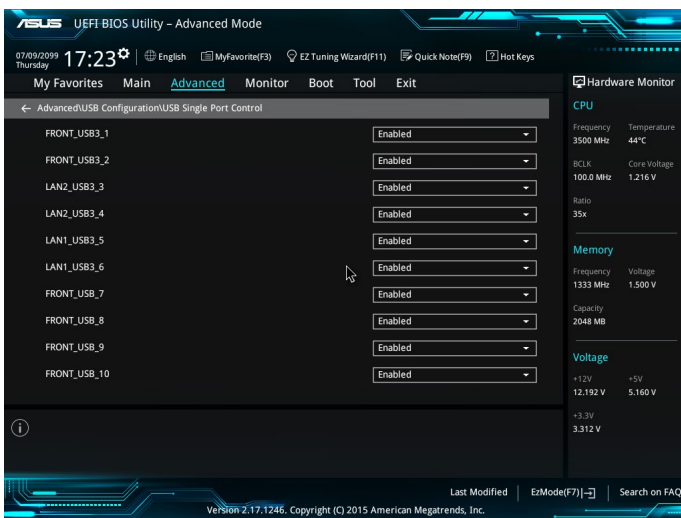 ASUS UEFI BIOS Utility – Advanced Mode
07/09/2099 Thursday 17:23 English MyFavorite(F3) EZ Tuning Wizard(F11) Quick Note(F9) ? Hot Keys
My Favorites Main Advanced Monitor Boot Tool Exit
← Advanced\USB Configuration\USB Single Port Control
FRONT_USB3_1 Enabled
FRONT_USB3_2 Enabled
LAN2_USB3_3 Enabled
LAN2_USB3_4 Enabled
LAN1_USB3_5 Enabled
LAN1_USB3_6 Enabled
FRONT_USB_7 Enabled
FRONT_USB_8 Enabled
FRONT_USB_9 Enabled
FRONT_USB_10 Enabled
Hardware Monitor
CPU
Frequency Temperature
3500 MHz 44°C
BCLK Core Voltage
100.0 MHz 1.216 V
Ratio
35x
Memory
Frequency Voltage
1333 MHz 1.500 V
Capacity
2048 MB
Voltage
+12V +5V
12.192 V 5.160 V
+3.3V
3.312 V
i
Last Modified EzMode(F7) Search on FAQ
Version 2.17.1246. Copyright (C) 2015 American Megatrends, Inc.